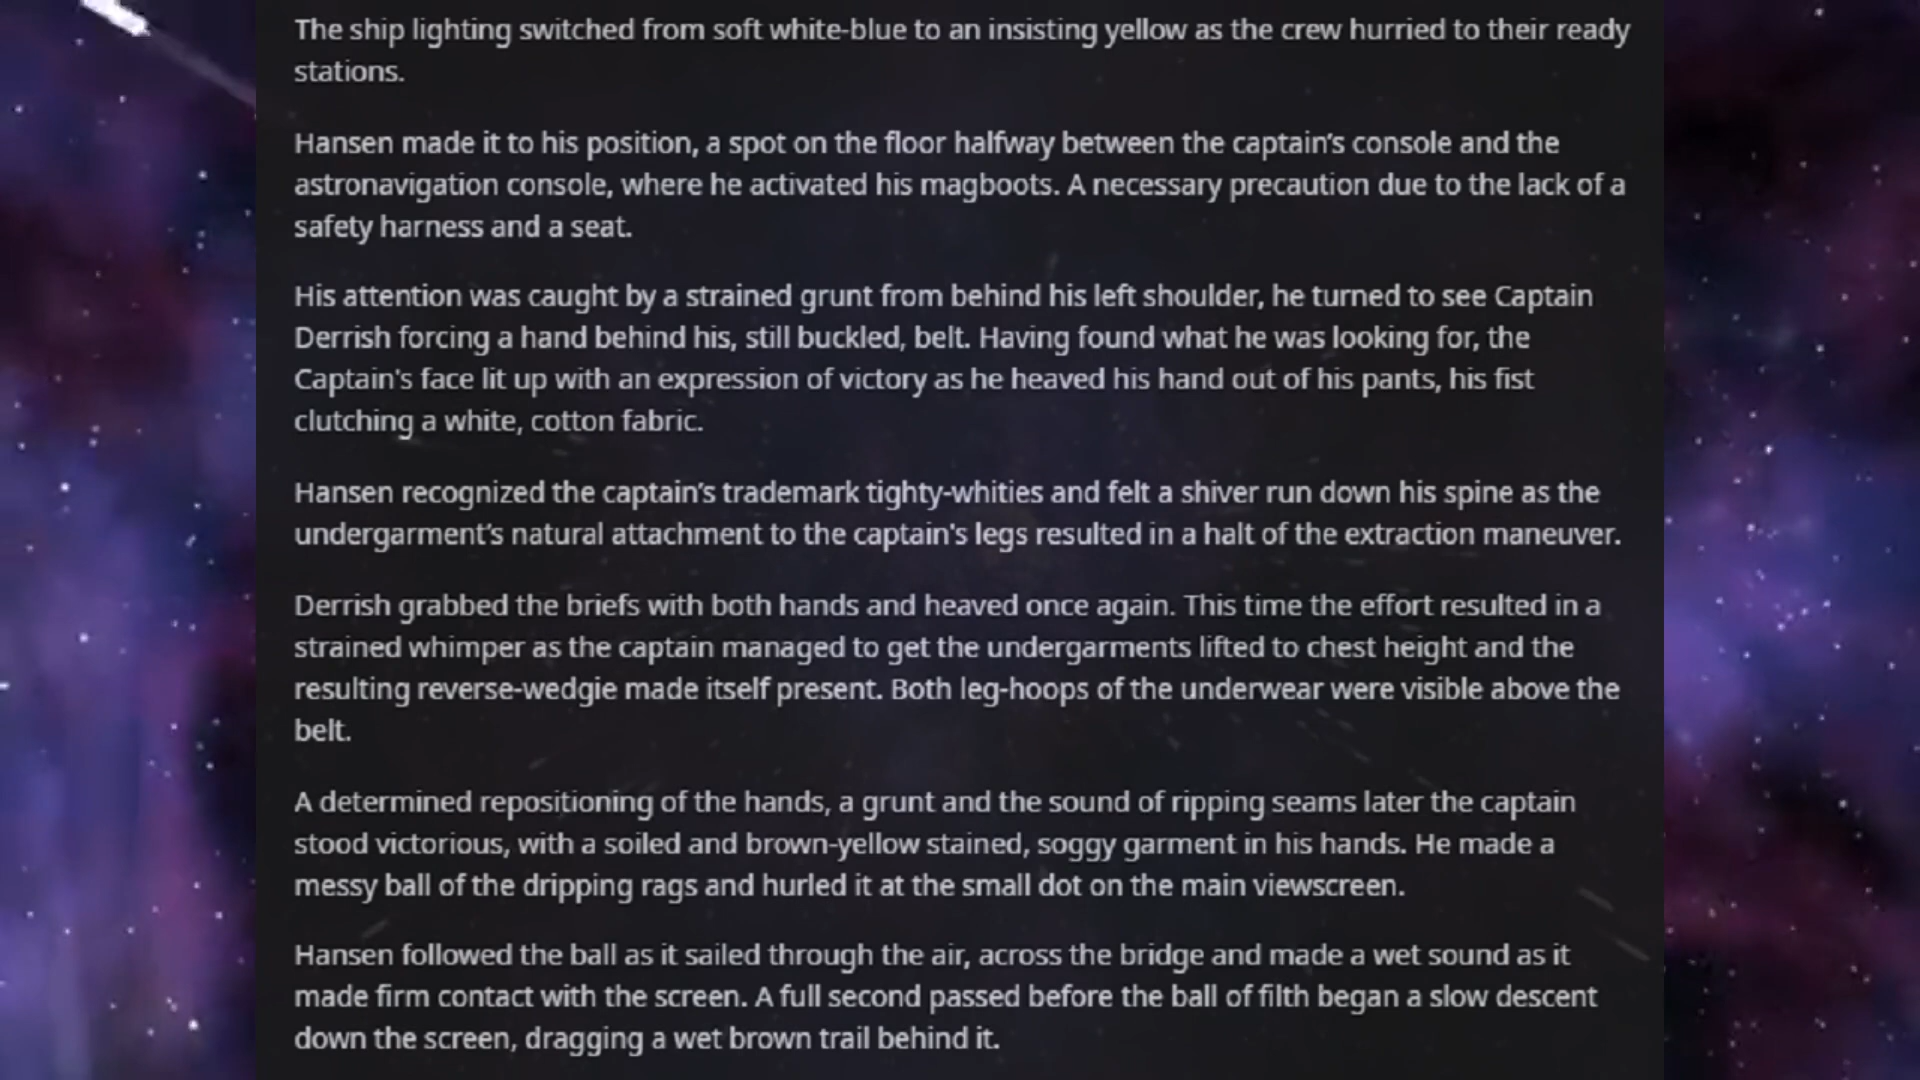 The ship lighting switched from soft white-blue to an insisting yellow as the crew hurried to their ready
stations.
Hansen made it to his position, a spot on the floor halfway between the captain’s console and the
astronavigation console, where he activated his magboots. A necessary precaution due to the lack of a
safety harness and a seat.
His attention was caught by a strained grunt from behind his left shoulder, he turned to see Captain
Derrish forcing a hand behind his, still buckled, belt. Having found what he was looking for, the
Captain's face lit up with an expression of victory as he heaved his hand out of his pants, his fist
clutching a white, cotton fabric.
Hansen recognized the captain’s trademark tighty-whities and felt a shiver run down his spine as the
undergarment’s natural attachment to the captain's legs resulted in a halt of the extraction maneuver.
Derrish grabbed the briefs with both hands and heaved once again. This time the effort resulted in a
strained whimper as the captain managed to get the undergarments lifted to chest height and the
resulting reverse-wedgie made itself present. Both leg-hoops of the underwear were visible above the
belt.
A determined repositioning of the hands, a grunt and the sound of ripping seams later the captain
stood victorious, with a soiled and brown-yellow stained, soggy garment in his hands. He made a
messy ball of the dripping rags and hurled it at the small dot on the main viewscreen.
Hansen followed the ball as it sailed through the air, across the bridge and made a wet sound as it
made firm contact with the screen. A full second passed before the ball of filth began a slow descent
down the screen, dragging a wet brown trail behind it.